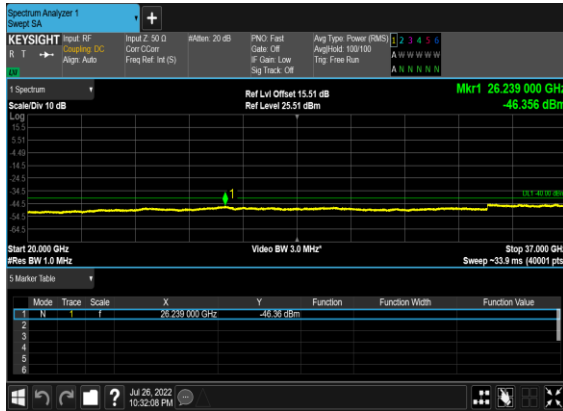 Spectrum Analyzer 1
Swept SA
+
KEYSIGHT Input: RF Input Z: 50 Ω #Atten: 20 dB PNO: Fast Avg Type: Power (RMS) 1 2 3 4 5 6
R T Coupling: DC Corr CCorr Gate: Off Avg|Hold: 100/100 A W W W W W
Align: Auto Freq Ref: Int (S) IF Gain: Low Trig: Free Run
Sig Track: Off A N N N N N
1 Spectrum Ref Lvl Offset 15.51 dB Mkr1 26.239 000 GHz
Scale/Div 10 dB Ref Level 25.51 dBm -46.356 dBm
Log
15.5
5.51
-4.49
-14.5
-24.5
-34.5
1
-44.5
-54.5
-64.5
Start 20.000 GHz Video BW 3.0 MHz* Stop 37.000 GHz
#Res BW 1.0 MHz Sweep ~33.9 ms (40001 pts)
5 Marker Table
Mode Trace Scale X Y Function Function Width Function Value
1 N 1 f 26.239 000 GHz -46.36 dBm
2
3
4
5
6
? Jul 26, 2022
10:32:08 PM